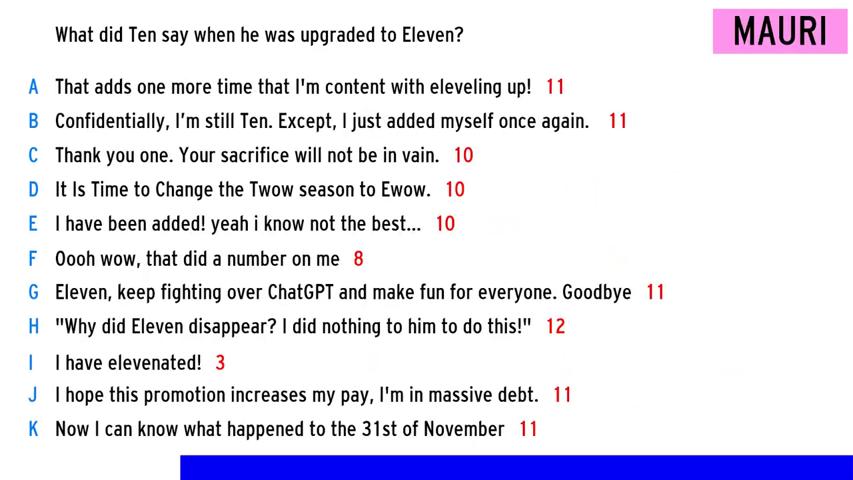 What did Ten say when he was upgraded to Eleven?
MAURI
A That adds one more time that I'm content with eleveling up! 11
B Confidentially, I'm still Ten. Except, I just added myself once again. 11
C Thank you one. Your sacrifice will not be in vain. 10
D It Is Time to Change the Twow season to Ewow. 10
E I have been added! yeah i know not the best... 10
F Oooh wow, that did a number on me 8
G Eleven, keep fighting over ChatGPT and make fun for everyone. Goodbye 11
H "Why did Eleven disappear? I did nothing to him to do this!" 12
I I have elevenated! 3
J I hope this promotion increases my pay, I'm in massive debt. 11
K Now I can know what happened to the 31st of November 11